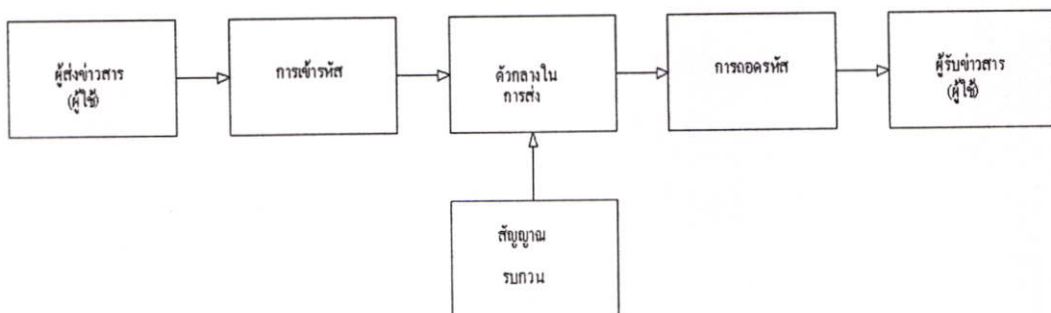 ผู้ส่งข่าวสาร
(ผู้ใช้)
การเข้ารหัส
ตัวกลางใน
การส่ง
การถอดรหัส
ผู้รับข่าวสาร
(ผู้ใช้)
สัญญาณ
รบกวน